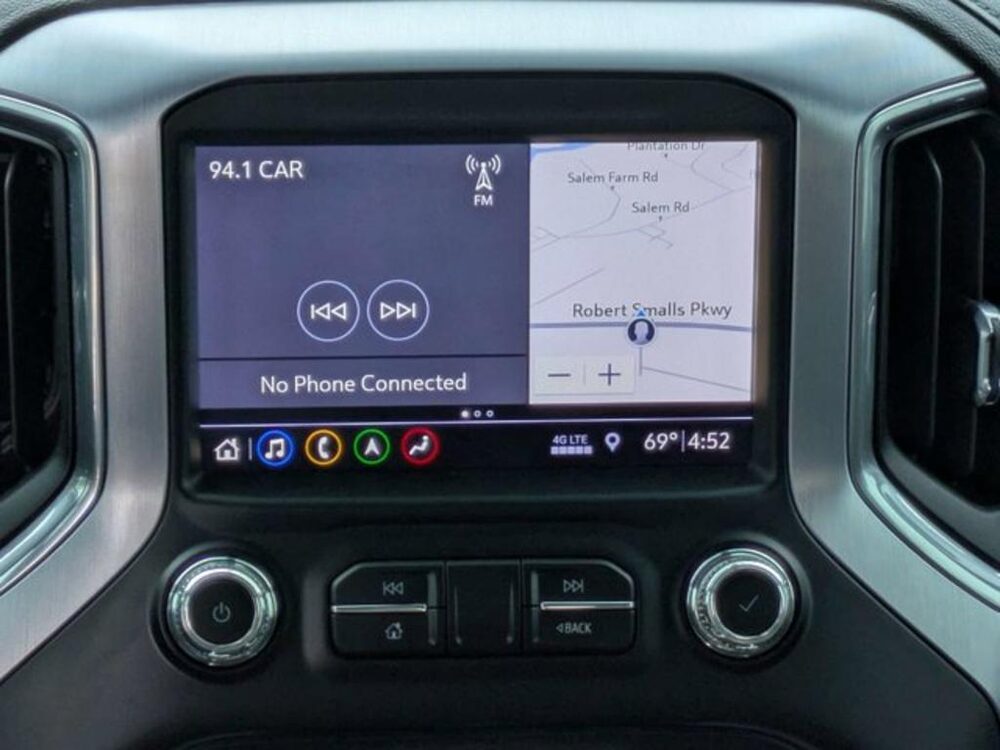 94.1 CAR
FM
No Phone Connected
Plantation Dr
Salem Farm Rd
Salem Rd
Robert Smalls Pkwy
4G LTE
69° 4:52
BACK